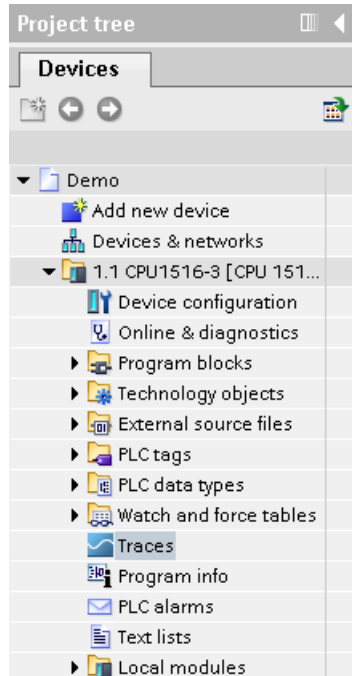 Project tree
Devices
Demo
Add new device
Devices & networks
1.1 CPU1516-3 [CPU 151...
Device configuration
Online & diagnostics
Program blocks
Technology objects
External source files
PLC tags
PLC data types
Watch and force tables
Traces
Program info
PLC alarms
Text lists
Local modules